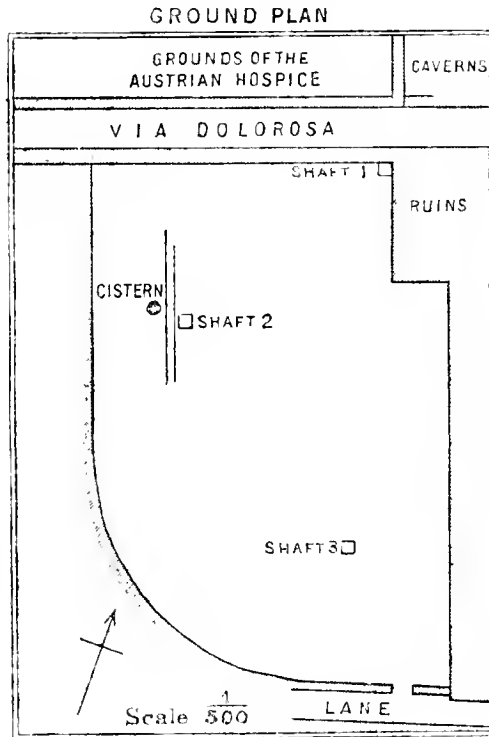 GROUND PLAN
GROUNDS OF THE
AUSTRIAN HOSPICE
CAVERNS
VIA DOLOROSA
SHAFT 1
RUINS
CISTERN
SHAFT 2
SHAFT 3
Scale 1/500
LANE